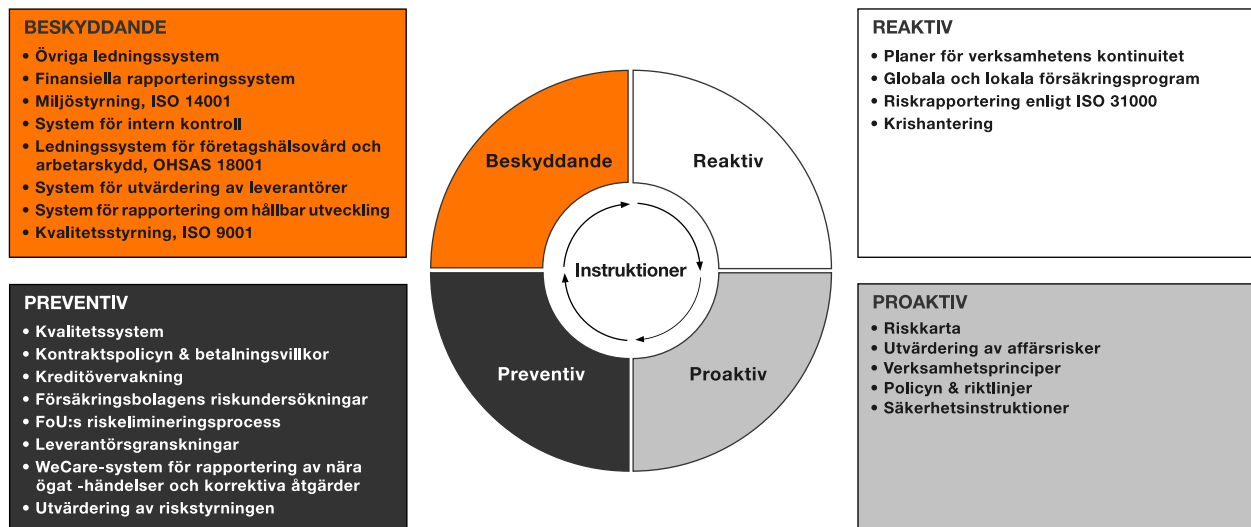 BESKYDDANDE
• Övriga ledningssystem
• Finansiella rapporteringssystem
• Miljöstyrning, ISO 14001
• System för intern kontroll
• Ledningssystem för företagshälsovård och
arbetarskydd, OHSAS 18001
• System för utvärdering av leverantörer
• System för rapportering om hållbar utveckling
• Kvalitetsstyrning, ISO 9001
PREVENTIV
• Kvalitetssystem
• Kontraktspolicyn & betalningsvillkor
• Kreditövervakning
• Försäkringsbolagens riskundersökningar
• FoU:s riskelimineringsprocess
• Leverantörsgranskningar
• WeCare-system för rapportering av nära
ögat -händelser och korrektiva åtgärder
• Utvärdering av riskstyrningen
Beskyddande
Reaktiv
Instruktioner
Preventiv
Proaktiv
REAKTIV
• Planer för verksamhetens kontinuitet
• Globala och lokala försäkringsprogram
• Riskrapportering enligt ISO 31000
• Krishantering
PROAKTIV
• Riskkarta
• Utvärdering av affärsrisker
• Verksamhetsprinciper
• Policyn & riktlinjer
• Säkerhetsinstruktioner